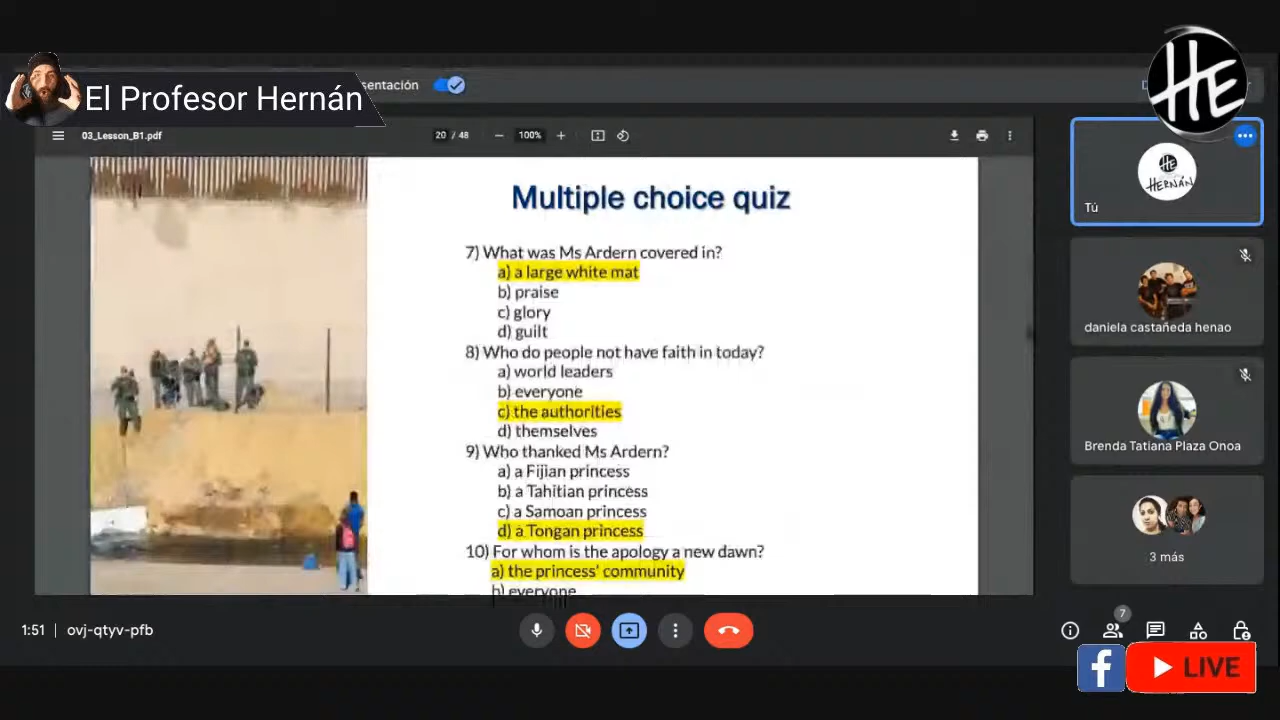 El Profesor Hernán
sentación
HE
03_Lesson_B1.pdf
20 / 48
100%
Multiple choice quiz
7) What was Ms Ardern covered in?
a) a large white mat
b) praise
c) glory
d) guilt
8) Who do people not have faith in today?
a) world leaders
b) everyone
c) the authorities
d) themselves
9) Who thanked Ms Ardern?
a) a Fijian princess
b) a Tahitian princess
c) a Samoan princess
d) a Tongan princess
10) For whom is the apology a new dawn?
a) the princess' community
b) everyone
HE
HERNÁN
Tú
daniela castañeda henao
Brenda Tatiana Plaza Onoa
3 más
1:51 | ovj-qtyv-pfb
7
f
LIVE